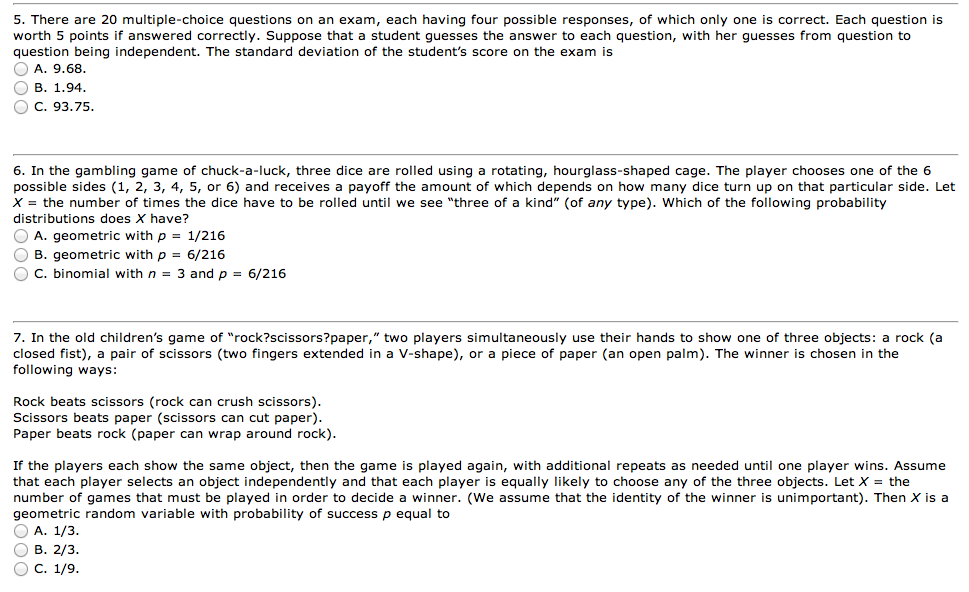 5. There are 20 multiple-choice questions on an exam, each having four possible responses, of which only one is correct. Each question is
worth 5 points if answered correctly. Suppose that a student guesses the answer to each question, with her guesses from question to
question being independent. The standard deviation of the student's score on the exam is
A. 9.68.
B. 1.94.
C. 93.75.
6. In the gambling game of chuck-a-luck, three dice are rolled using a rotating, hourglass-shaped cage. The player chooses one of the 6
possible sides (1, 2, 3, 4, 5, or 6) and receives a payoff the amount of which depends on how many dice turn up on that particular side. Let
X = the number of times the dice have to be rolled until we see “three of a kind” (of any type). Which of the following probability
distributions does X have?
A. geometric with p = 1/216
B. geometric with p = 6/216
C. binomial with n = 3 and p = 6/216
7. In the old children's game of “rock?scissors?paper,” two players simultaneously use their hands to show one of three objects: a rock (a
closed fist), a pair of scissors (two fingers extended in a V-shape), or a piece of paper (an open palm). The winner is chosen in the
following ways:
Rock beats scissors (rock can crush scissors).
Scissors beats paper (scissors can cut paper).
Paper beats rock (paper can wrap around rock).
If the players each show the same object, then the game is played again, with additional repeats as needed until one player wins. Assume
that each player selects an object independently and that each player is equally likely to choose any of the three objects. Let X = the
number of games that must be played in order to decide a winner. (We assume that the identity of the winner is unimportant). Then X is a
geometric random variable with probability of success p equal to
A. 1/3.
B. 2/3.
C. 1/9.